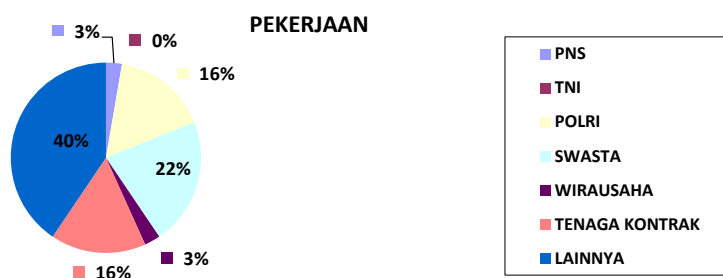 PEKERJAAN
3%
0%
16%
22%
3%
16%
40%
PNS
TNI
POLRI
SWASTA
WIRAUSAHA
TENAGA KONTRAK
LAINNYA